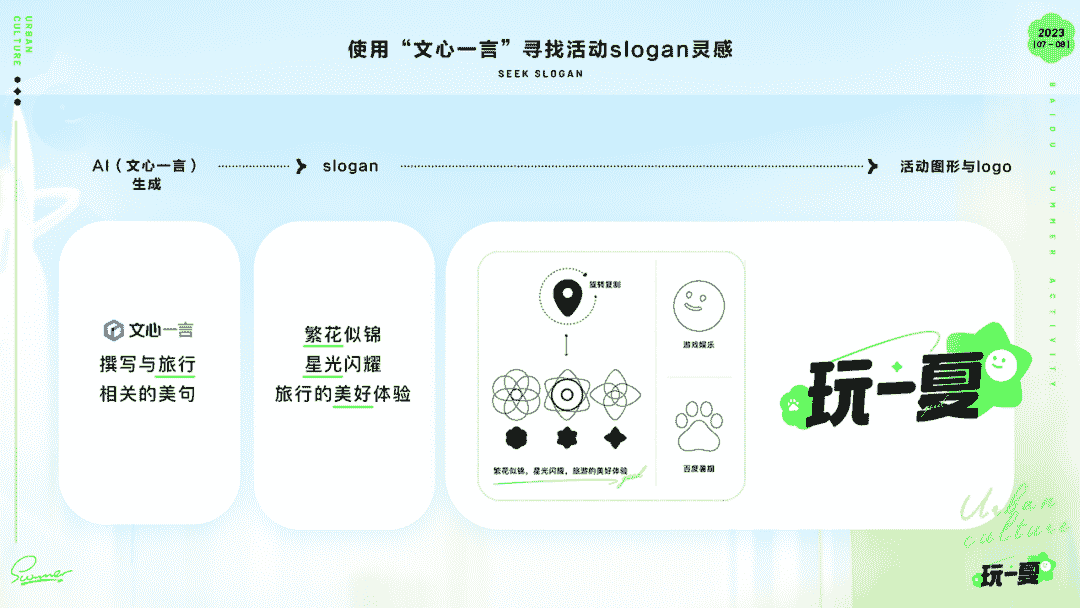 URBAN
CULTURE
使用“文心一言”寻找活动slogan灵感
SEEK SLOGAN
2023
[07-08]
BAIDU SUMMER ACTIVITY
AI（文心一言）
生成
slogan
活动图形与logo
文心一言
撰写与旅行
相关的美句
繁花似锦
星光闪耀
旅行的美好体验
旋转复制
游戏娱乐
繁花似锦，星光闪耀，旅游的美好体验
good
玩一夏
Urban
culture
Summer
玩一夏